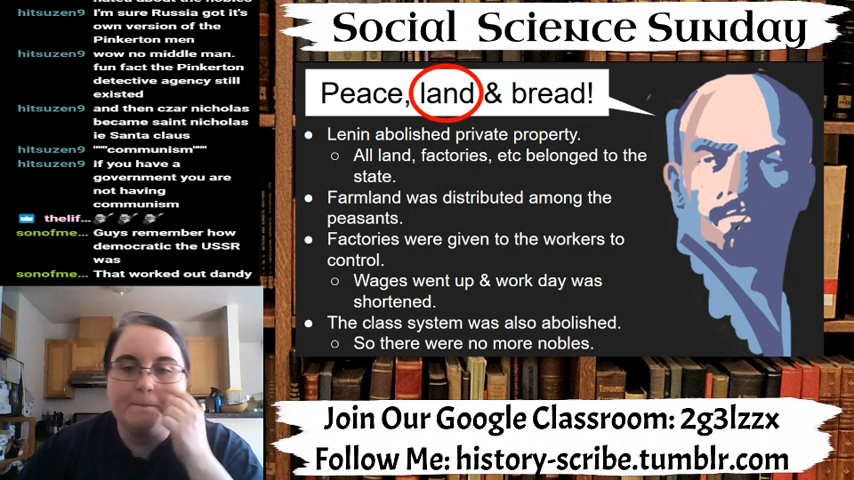 hated about the nobles
hitsuzen9 I'm sure Russia got it's
own version of the
Pinkerton men
hitsuzen9 wow no middle man.
fun fact the Pinkerton
detective agency still
existed
hitsuzen9 and then czar nicholas
became saint nicholas
ie Santa claus
hitsuzen9 """communism"""
hitsuzen9 if you have a
government you are
not having
communism
thelif...
sonofme... Guys remember how
democratic the USSR
was
sonofme... That worked out dandy
Social Science Sunday
Peace, land & bread!
● Lenin abolished private property.
○ All land, factories, etc belonged to the
state.
● Farmland was distributed among the
peasants.
● Factories were given to the workers to
control.
○ Wages went up & work day was
shortened.
● The class system was also abolished.
○ So there were no more nobles.
Join Our Google Classroom: 2g3lzzx
Follow Me: history-scribe.tumblr.com